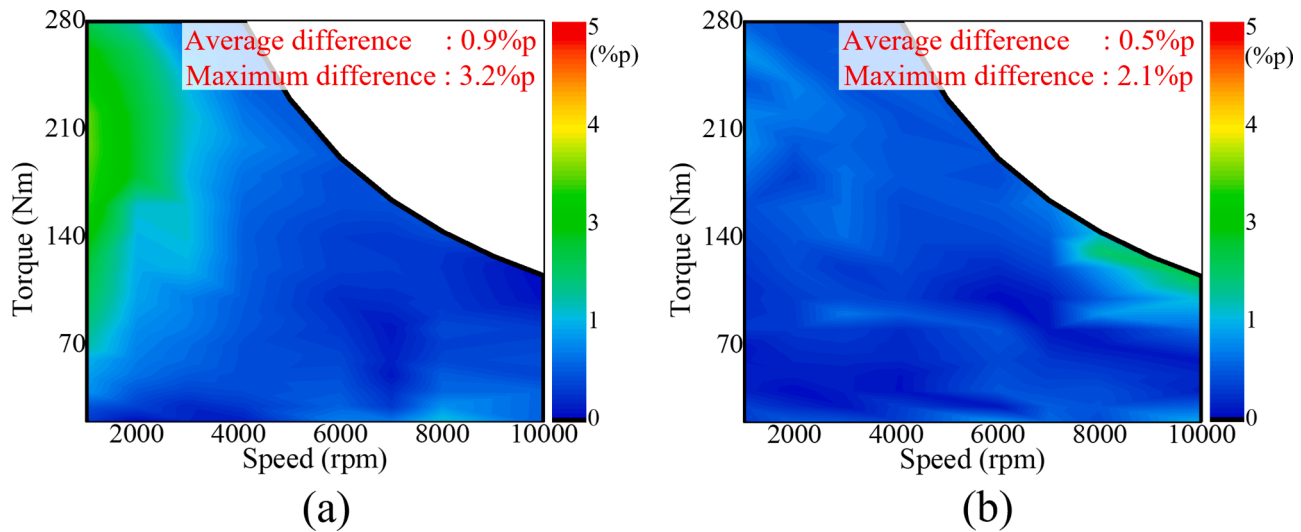 280
210
140
70
Torque (Nm)
2000 4000 6000 8000 10000
Speed (rpm)
Average difference : 0.9%p
Maximum difference : 3.2%p
5
(%p)
4
3
1
0
(a)
280
210
140
70
Torque (Nm)
2000 4000 6000 8000 10000
Speed (rpm)
Average difference : 0.5%p
Maximum difference : 2.1%p
5
(%p)
4
3
1
0
(b)